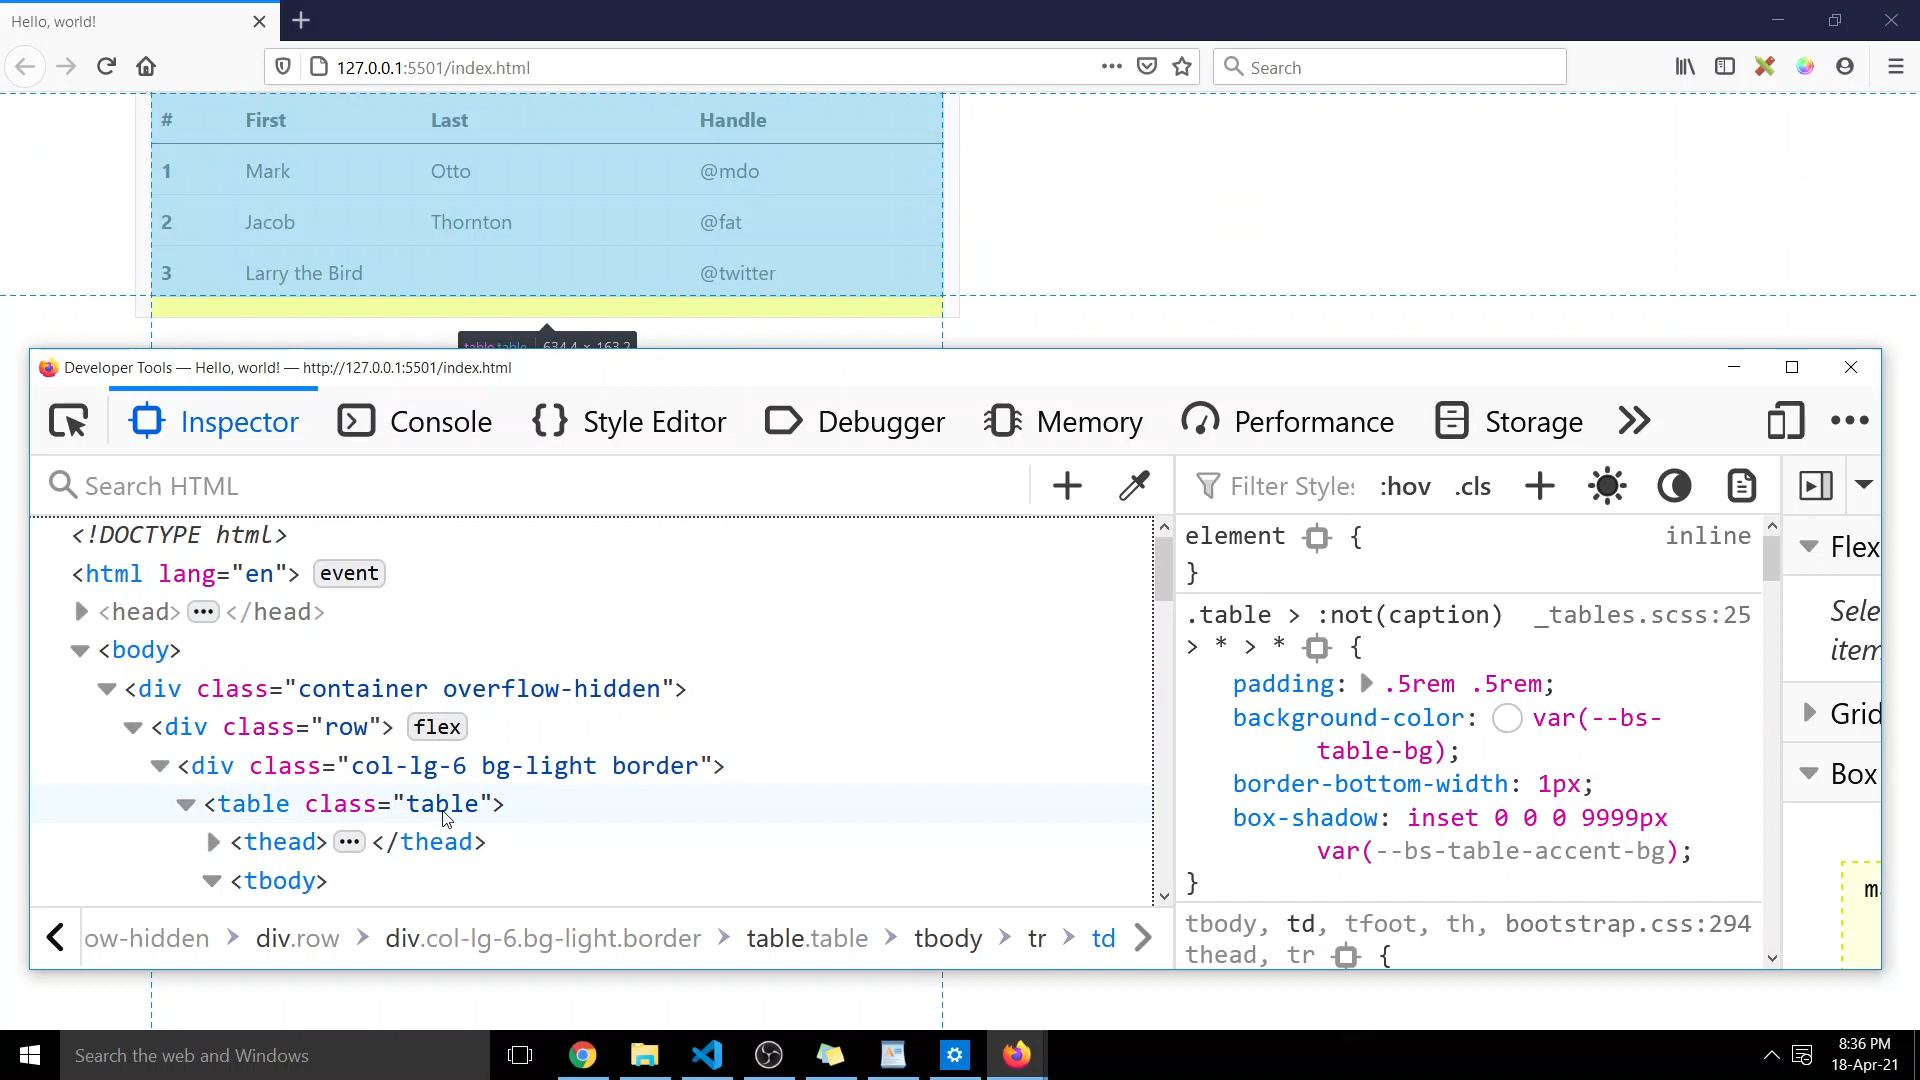 Hello, world!
127.0.0.1:5501/index.html
Search
# First Last Handle
1 Mark Otto @mdo
2 Jacob Thornton @fat
3 Larry the Bird @twitter
table.table 634.4 × 163.2
Developer Tools — Hello, world! — http://127.0.0.1:5501/index.html
Inspector Console Style Editor Debugger Memory Performance Storage
Search HTML
Filter Styles :hov .cls
<!DOCTYPE html>
<html lang="en"> event
<head> ••• </head>
<body>
<div class="container overflow-hidden">
<div class="row"> flex
<div class="col-lg-6 bg-light border">
<table class="table">
<thead> ••• </thead>
<tbody>
ow-hidden div.row div.col-lg-6.bg-light.border table.table tbody tr td
element { inline
}
.table > :not(caption) _tables.scss:25
> * > * {
padding: .5rem .5rem;
background-color: var(--bs-
table-bg);
border-bottom-width: 1px;
box-shadow: inset 0 0 0 9999px
var(--bs-table-accent-bg);
}
tbody, td, tfoot, th, bootstrap.css:294
thead, tr {
Flex
Sele
item
Grid
Box
m
Search the web and Windows
8:36 PM
18-Apr-21